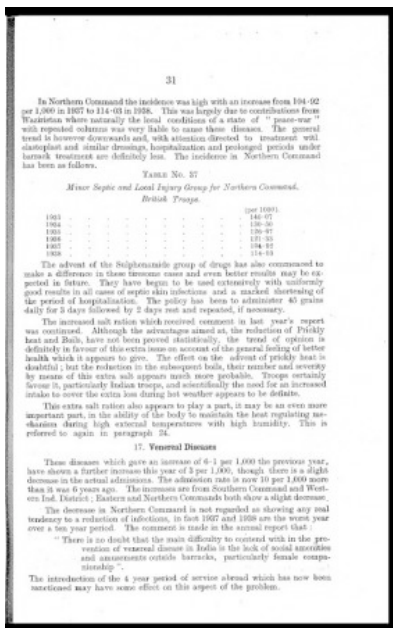 31
In Northern Command the incidence was high with an increase from 104·92
per 1,000 in 1937 to 114·03 in 1938. This was largely due to contributions from
Waziristan where naturally the local conditions of a state of " peace-war "
with repeated columns was very liable to cause these diseases. The general
trend is however downwards and, with attention directed to treatment with
elastoplast and similar dressings, hospitalization and prolonged periods under
barrack treatment are definitely less. The incidence in Northern Command
has been as follows.
TABLE No. 37
Minor Septic and Local Injury Group for Northern Command.
British Troops.
(per 1000).
1933
1934
1935
1936
1937
1938
The advent of the Sulphonamide group of drugs has also commenced to
make a difference in these tiresome cases and even better results may be ex-
pected in future. They have begun to be used extensively with uniformly
good results in all cases of septic skin infections and a marked shortening of
the period of hospitalization. The policy has been to administer 45 grains
daily for 3 days followed by 2 days rest and repeated, if necessary.
The increased salt ration which received comment in last year's report
was continued. Although the advantages aimed at, the reduction of Prickly
heat and Boils, have not been proved statistically, the trend of opinion is
definitely in favour of this extra issue on account of the general feeling of better
health which it appears to give. The effect on the advent of prickly heat is
doubtful ; but the reduction in the subsequent boils, their number and severity
by means of this extra salt appears much more probable. Troops certainly
favour it, particularly Indian troops, and scientifically the need for an increased
intake to cover the extra loss during hot weather appears to be definite.
This extra salt ration also appears to play a part, it may be an even more
important part, in the ability of the body to maintain the heat regulating me-
chanism during high external temperatures with high humidity. This is
referred to again in paragraph 24.
17. Venereal Diseases
These diseases which gave an increase of 6·1 per 1,000 the previous year,
have shown a further increase this year of 3 per 1,000, though there is a slight
decrease in the actual admissions. The admission rate is now 10 per 1,000 more
than it was 6 years ago. The increases are from Southern Command and West-
ern Ind. District ; Eastern and Northern Commands both show a slight decrease.
The decrease in Northern Command is not regarded as showing any real
tendency to a reduction of infections, in fact 1937 and 1938 are the worst year
over a ten year period. The comment is made in the annual report that :
" There is no doubt that the main difficulty to contend with in the pre-
vention of venereal disease in India is the lack of social amenities
and amusements outside barracks, particularly female compa-
nionship ".
The introduction of the 4 year period of service abroad which has now been
sanctioned may have some effect on this aspect of the problem.